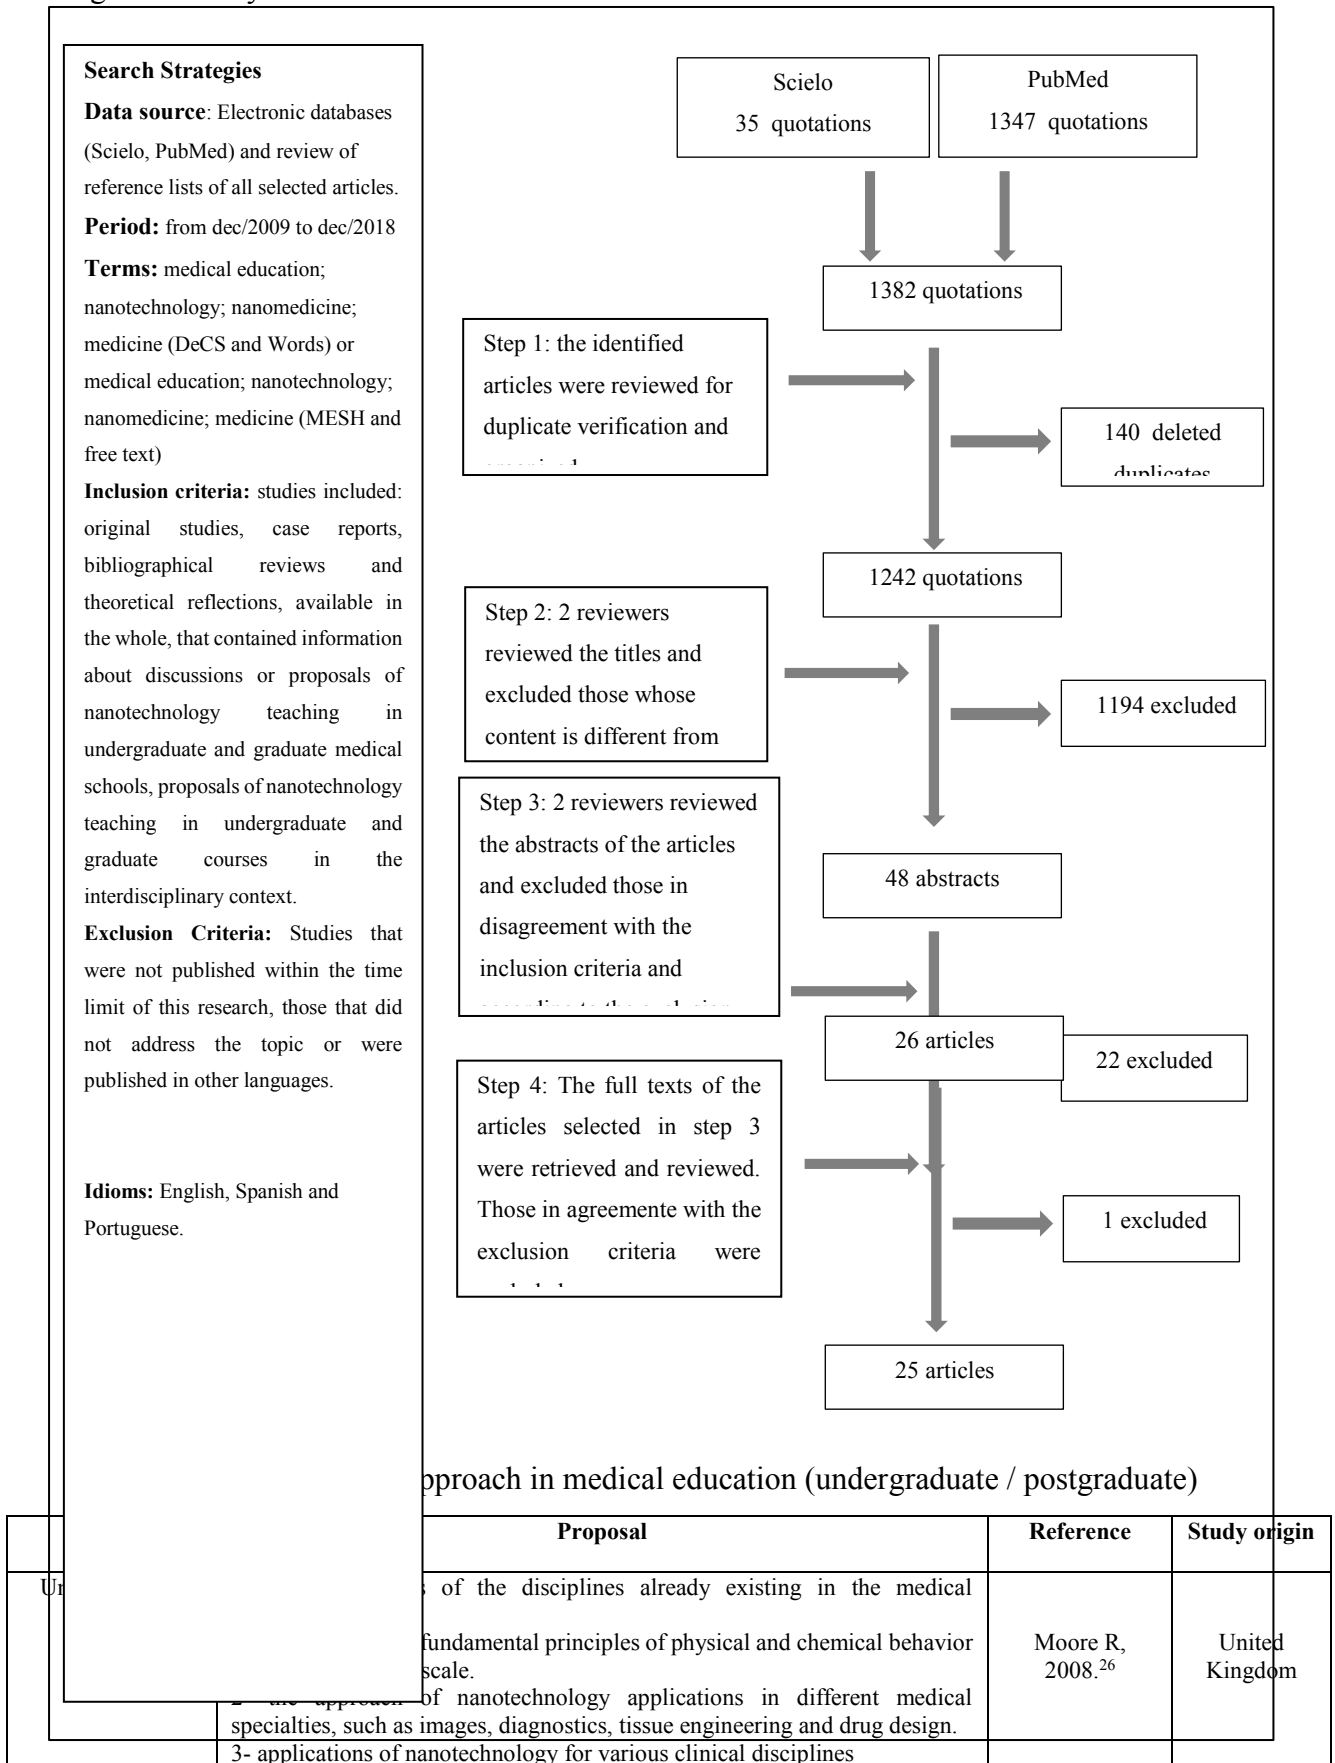 Search Strategies
Data source: Electronic databases
(Scielo, PubMed) and review of
reference lists of all selected articles.
Period: from dec/2009 to dec/2018
Terms: medical education;
nanotechnology; nanomedicine;
medicine (DeCS and Words) or
medical education; nanotechnology;
nanomedicine; medicine (MESH and
free text)
Inclusion criteria: studies included:
original studies, case reports,
bibliographical reviews and
theoretical reflections, available in
the whole, that contained information
about discussions or proposals of
nanotechnology teaching in
undergraduate and graduate medical
schools, proposals of nanotechnology
teaching in undergraduate and
graduate courses in the
interdisciplinary context.
Exclusion Criteria: Studies that
were not published within the time
limit of this research, those that did
not address the topic or were
published in other languages.
Idioms: English, Spanish and
Portuguese.
Scielo
35 quotations
PubMed
1347 quotations
1382 quotations
Step 1: the identified
articles were reviewed for
duplicate verification and
140 deleted
duplicates
1242 quotations
Step 2: 2 reviewers
reviewed the titles and
excluded those whose
content is different from
1194 excluded
Step 3: 2 reviewers reviewed
the abstracts of the articles
and excluded those in
disagreement with the
inclusion criteria and
48 abstracts
26 articles
22 excluded
Step 4: The full texts of the
articles selected in step 3
were retrieved and reviewed.
Those in agreemente with the
exclusion criteria were
1 excluded
25 articles
pproach in medical education (undergraduate / postgraduate)
Proposal
Reference
Study origin
of the disciplines already existing in the medical
fundamental principles of physical and chemical behavior
scale.
of nanotechnology applications in different medical
specialties, such as images, diagnostics, tissue engineering and drug design.
3- applications of nanotechnology for various clinical disciplines
Moore R,
2008.26
United
Kingdom